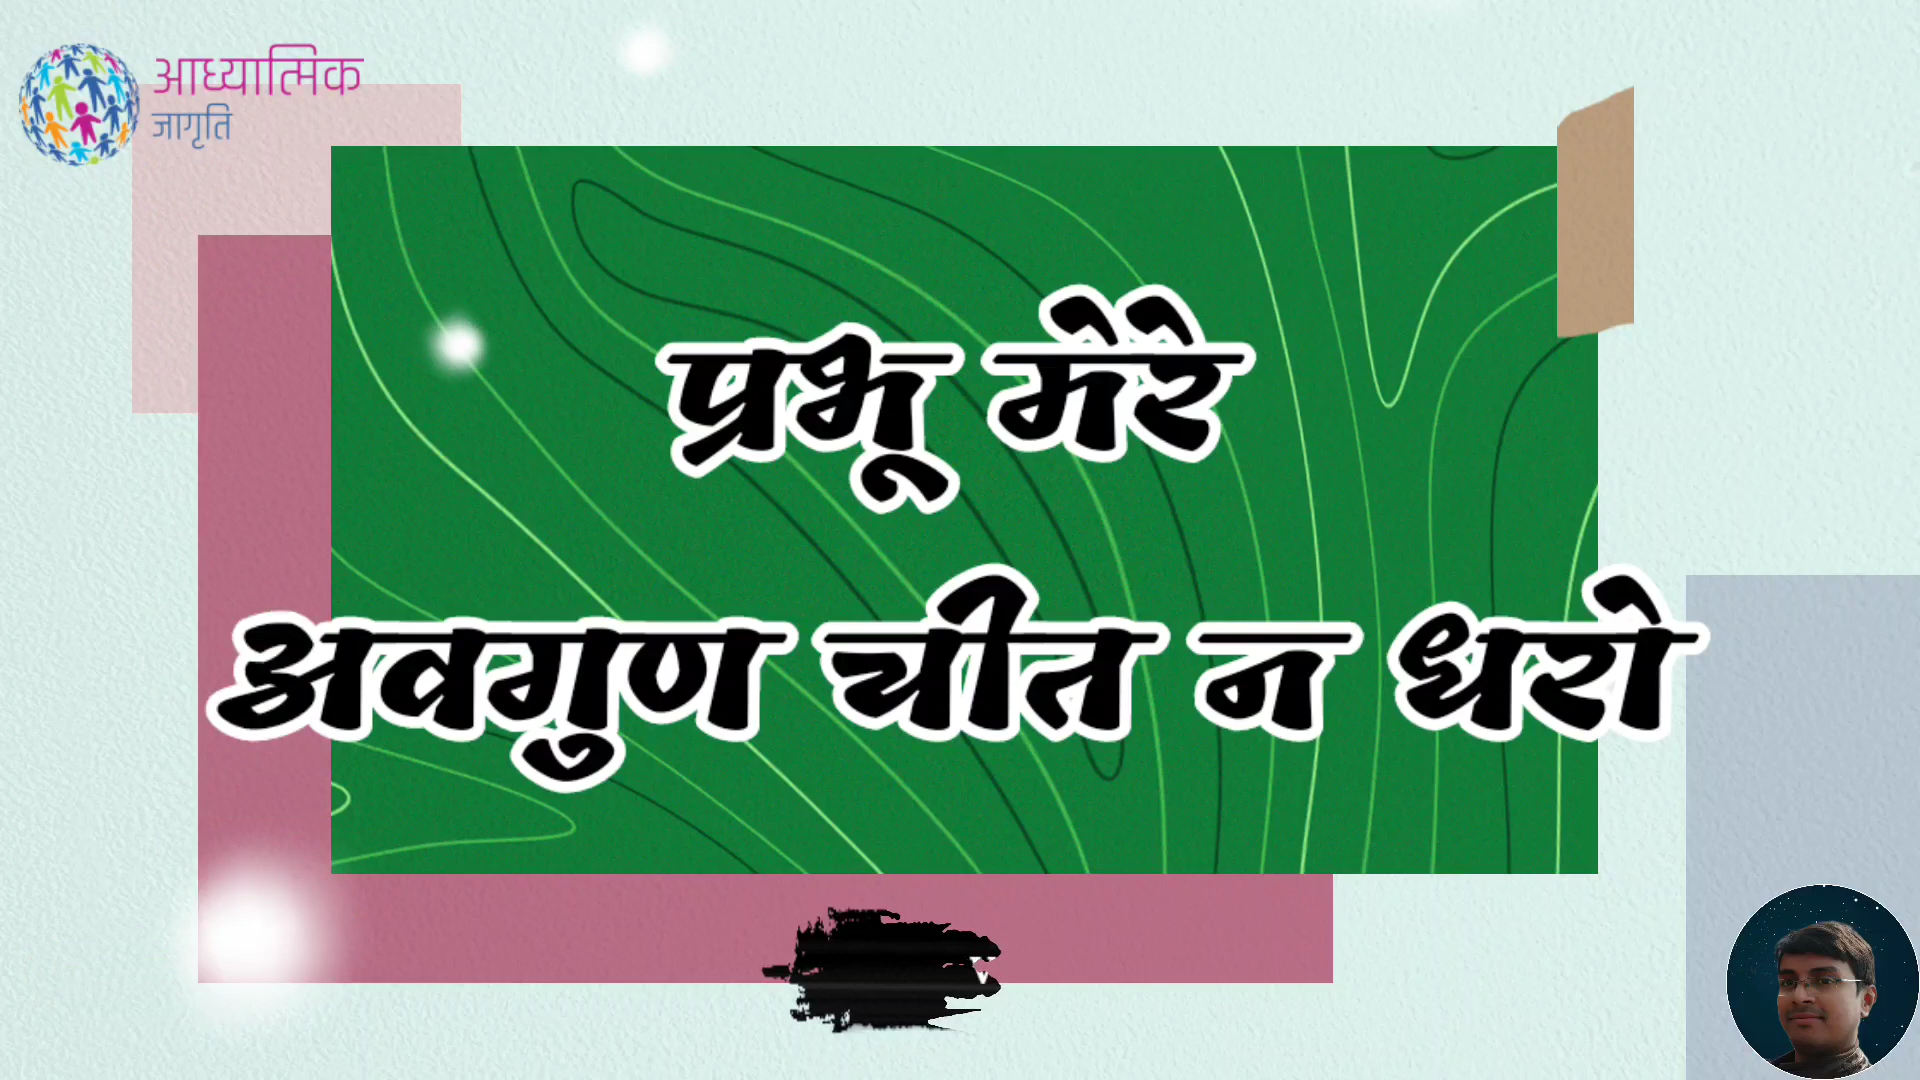 आध्यात्मिक
जागृति
प्रभू मेरे
अवगुण चीत न धरो